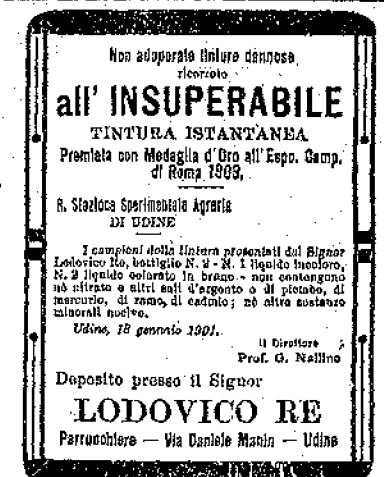 Non adoperate tinture dannose
ricorrete
all' INSUPERABILE
TINTURA ISTANTANEA
Premiata con Medaglia d'Oro all'Espo. Camp.
di Roma 1903.
R. Stazione Sperimentale Agraria
DI UDINE
I campioni della tintura presentati dal Signor
Lodovico Re, bottiglie N. 2 - N. 1 liquido incoloro,
N. 2 liquido colorato in bruno - non contengono
nè nitrato o altri sali d'argento o di piombo, di
mercurio, di rame, di cadmio; nè altre sostanze
minerali nocive.
Udine, 18 gennaio 1901.
Il Direttore
Prof. G. Nallino
Deposito presso il Signor
LODOVICO RE
Parrucchiere — Via Daniele Manin — Udine